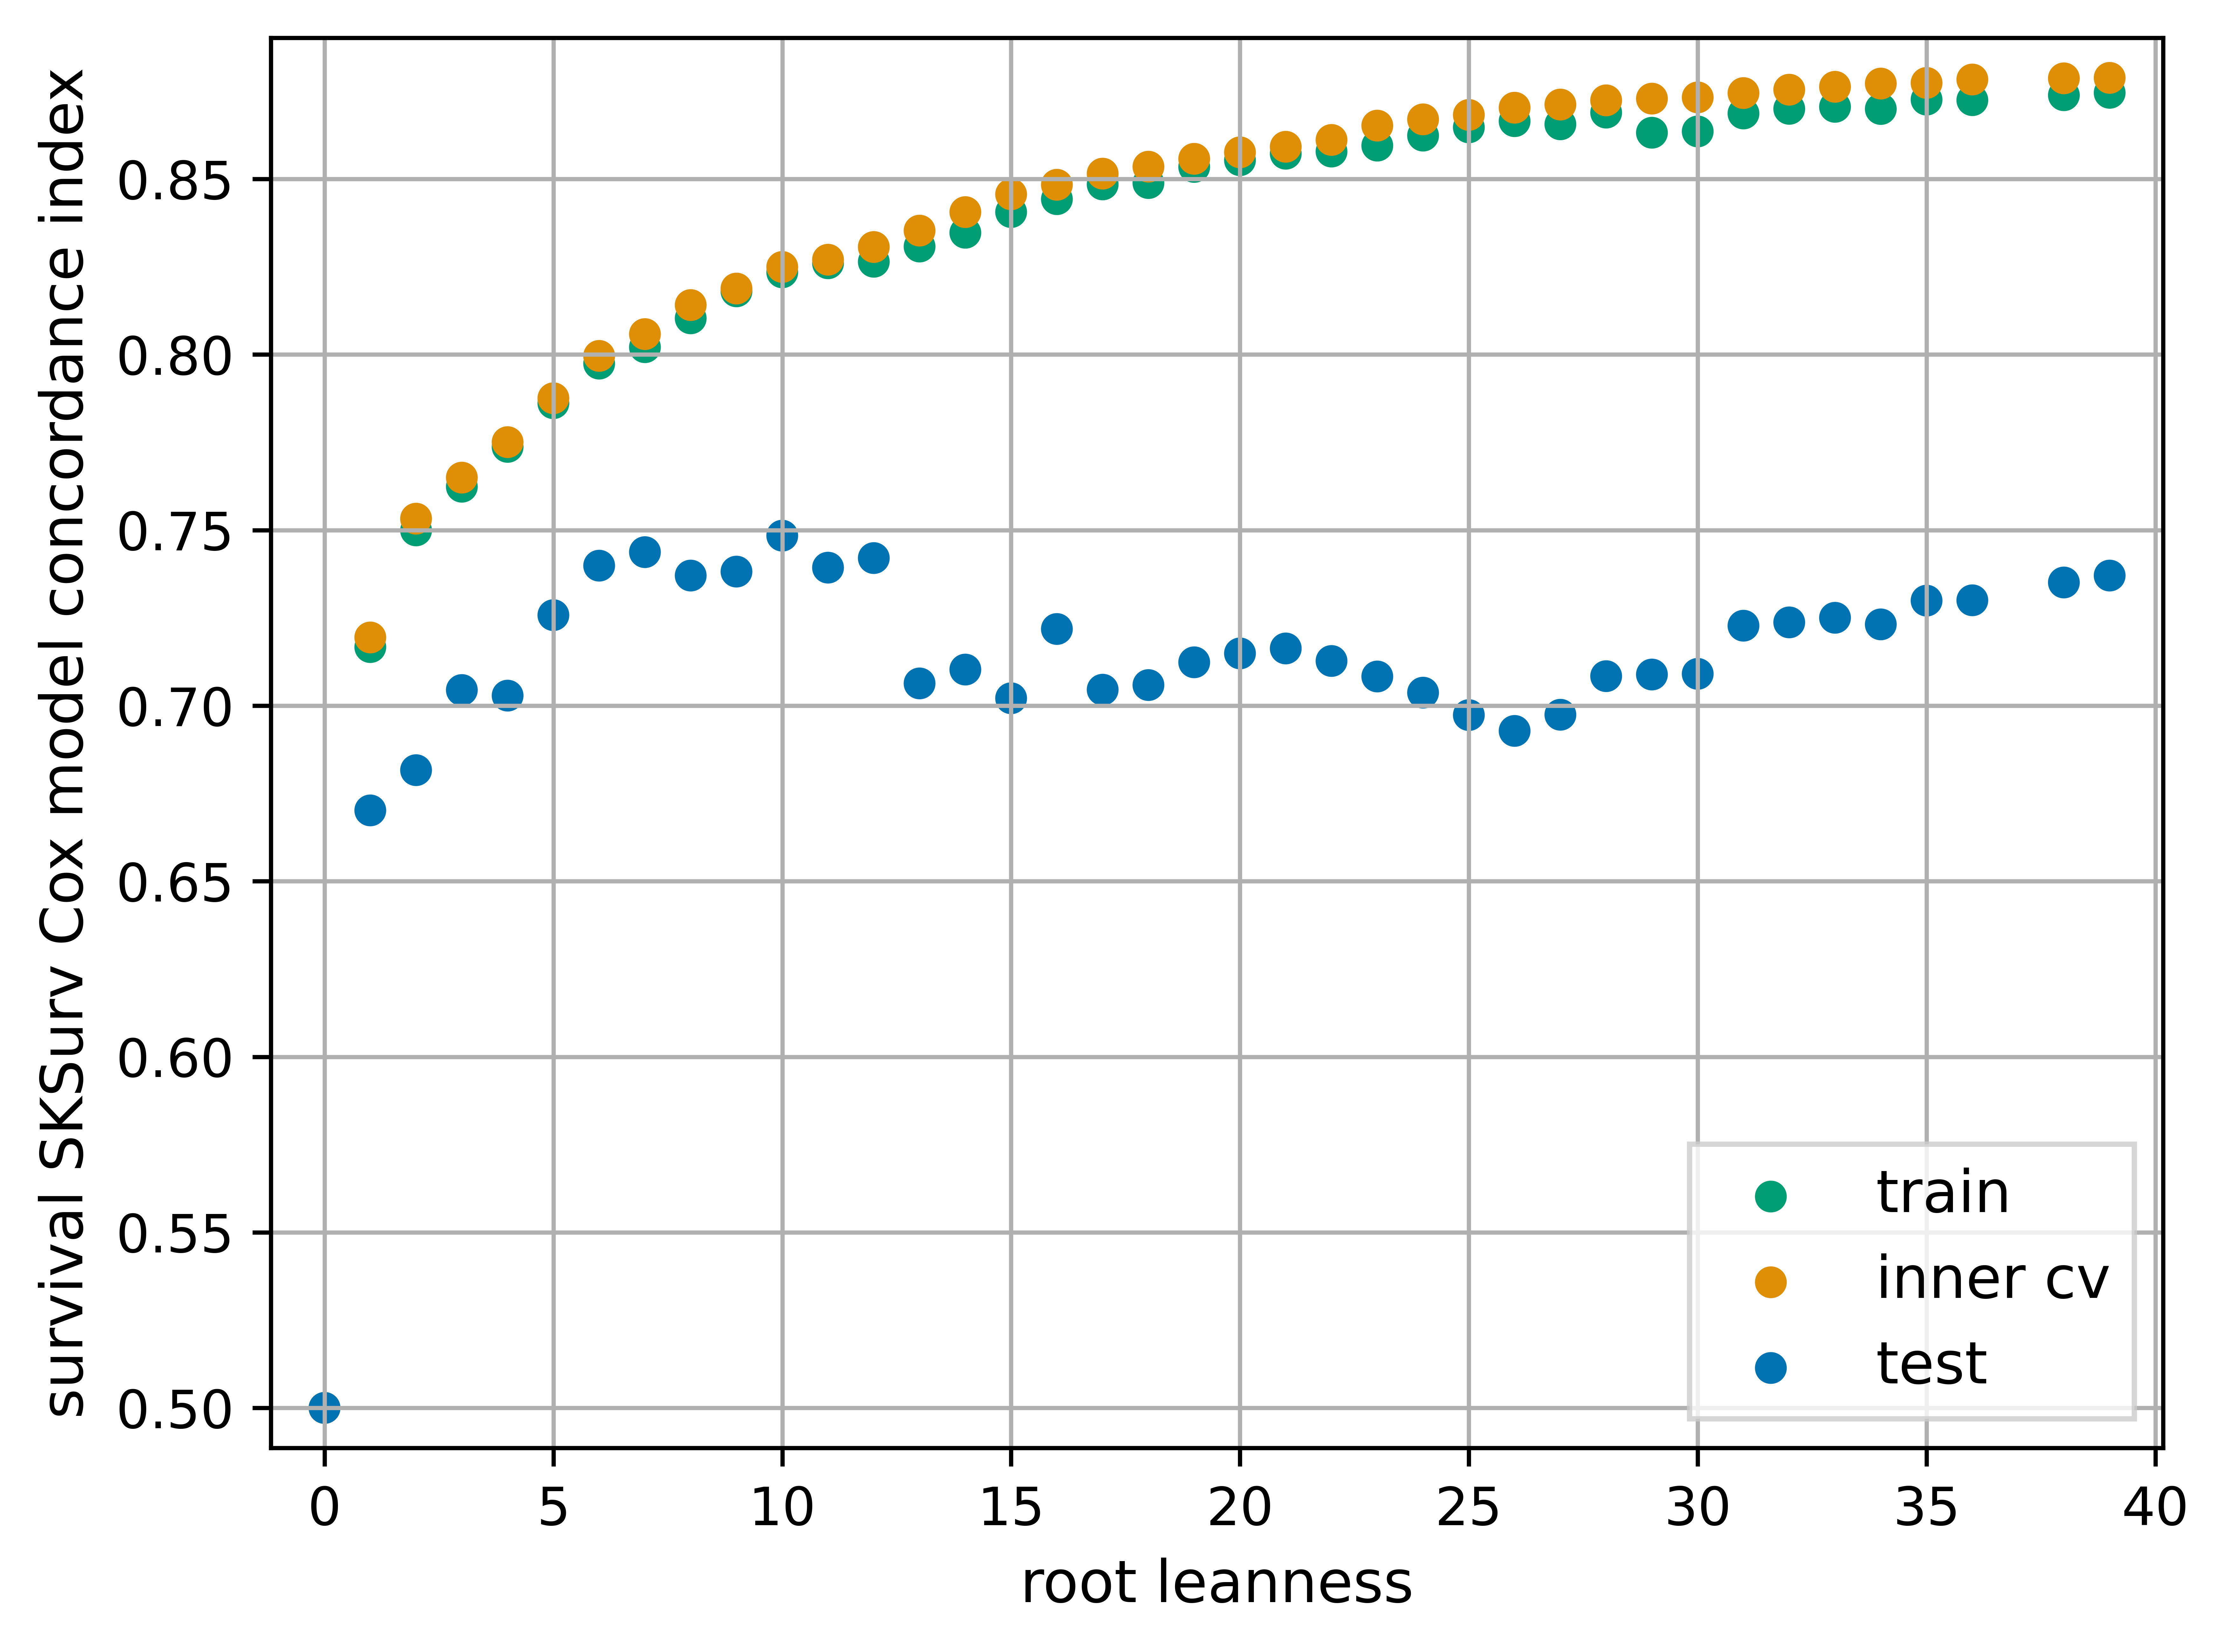 survival SKSurv Cox model concordance index
0.85
0.80
0.75
0.70
0.65
0.60
0.55
0.50
train
inner cv
test
0 5 10 15 20 25 30 35 40
root leanness